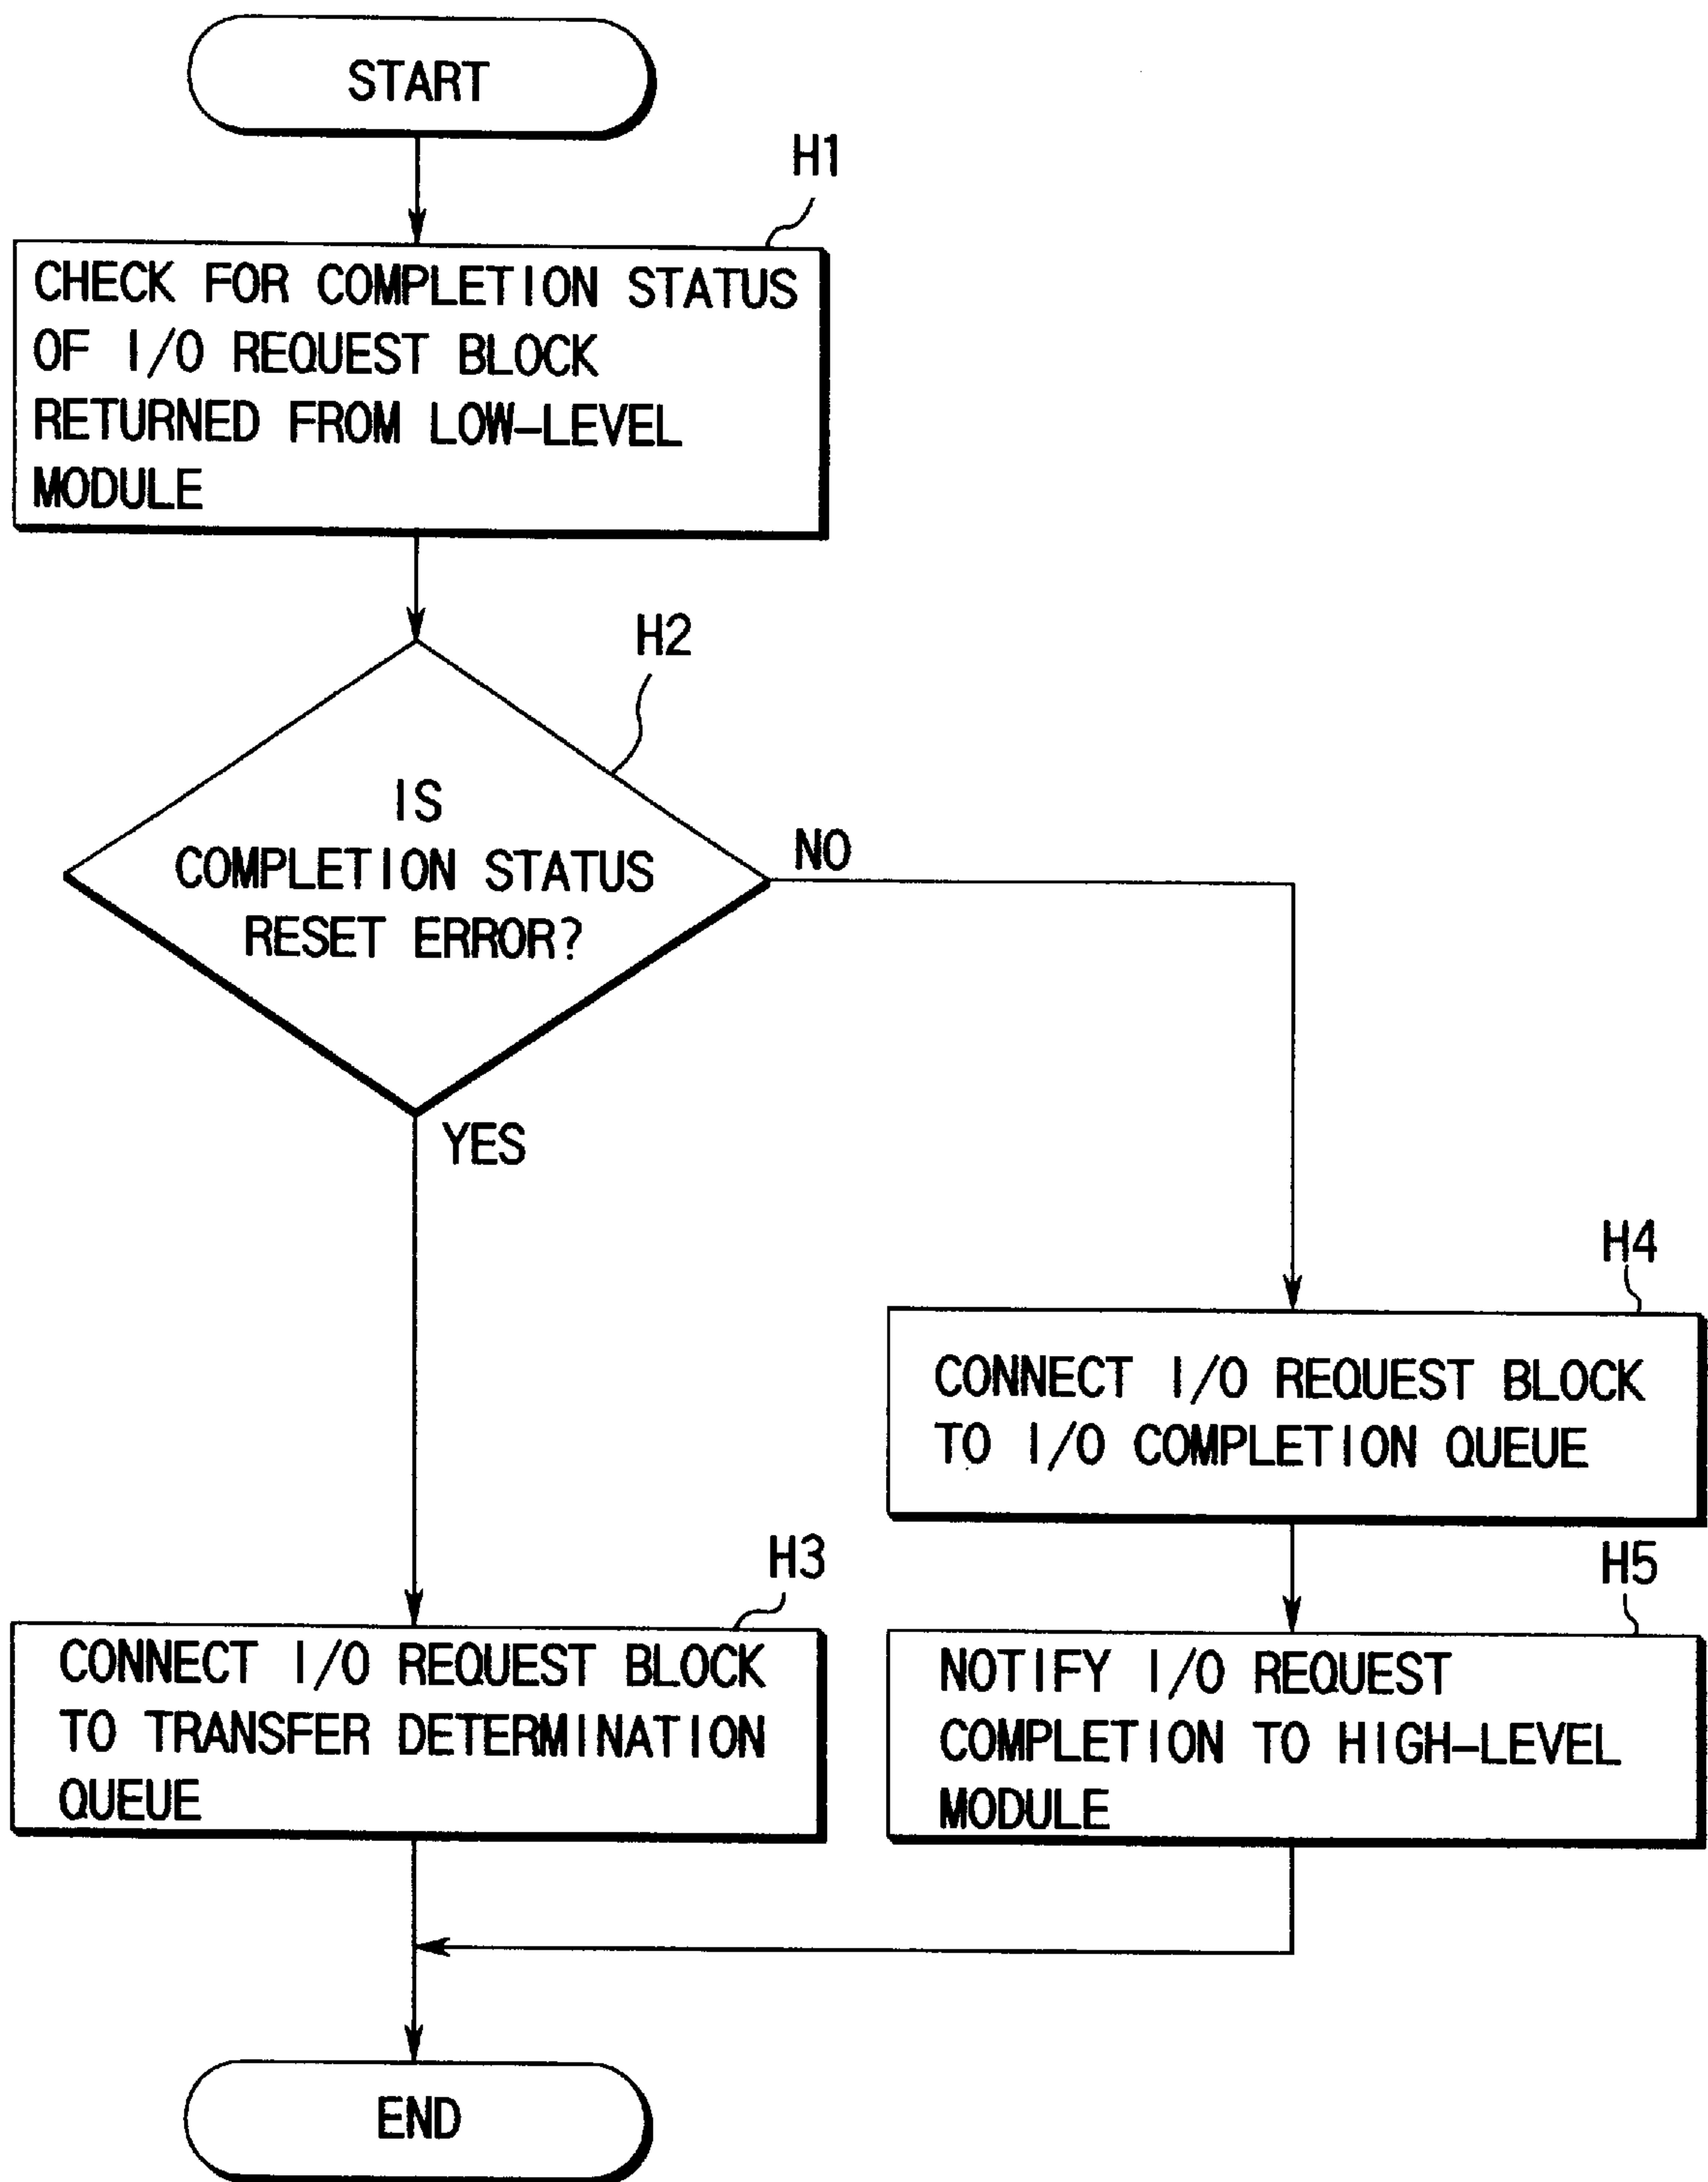 START
H1
CHECK FOR COMPLETION STATUS
OF I/O REQUEST BLOCK
RETURNED FROM LOW-LEVEL
MODULE
H2
IS
COMPLETION STATUS
RESET ERROR?
NO
YES
H4
CONNECT I/O REQUEST BLOCK
TO I/O COMPLETION QUEUE
H3
CONNECT I/O REQUEST BLOCK
TO TRANSFER DETERMINATION
QUEUE
H5
NOTIFY I/O REQUEST
COMPLETION TO HIGH-LEVEL
MODULE
END